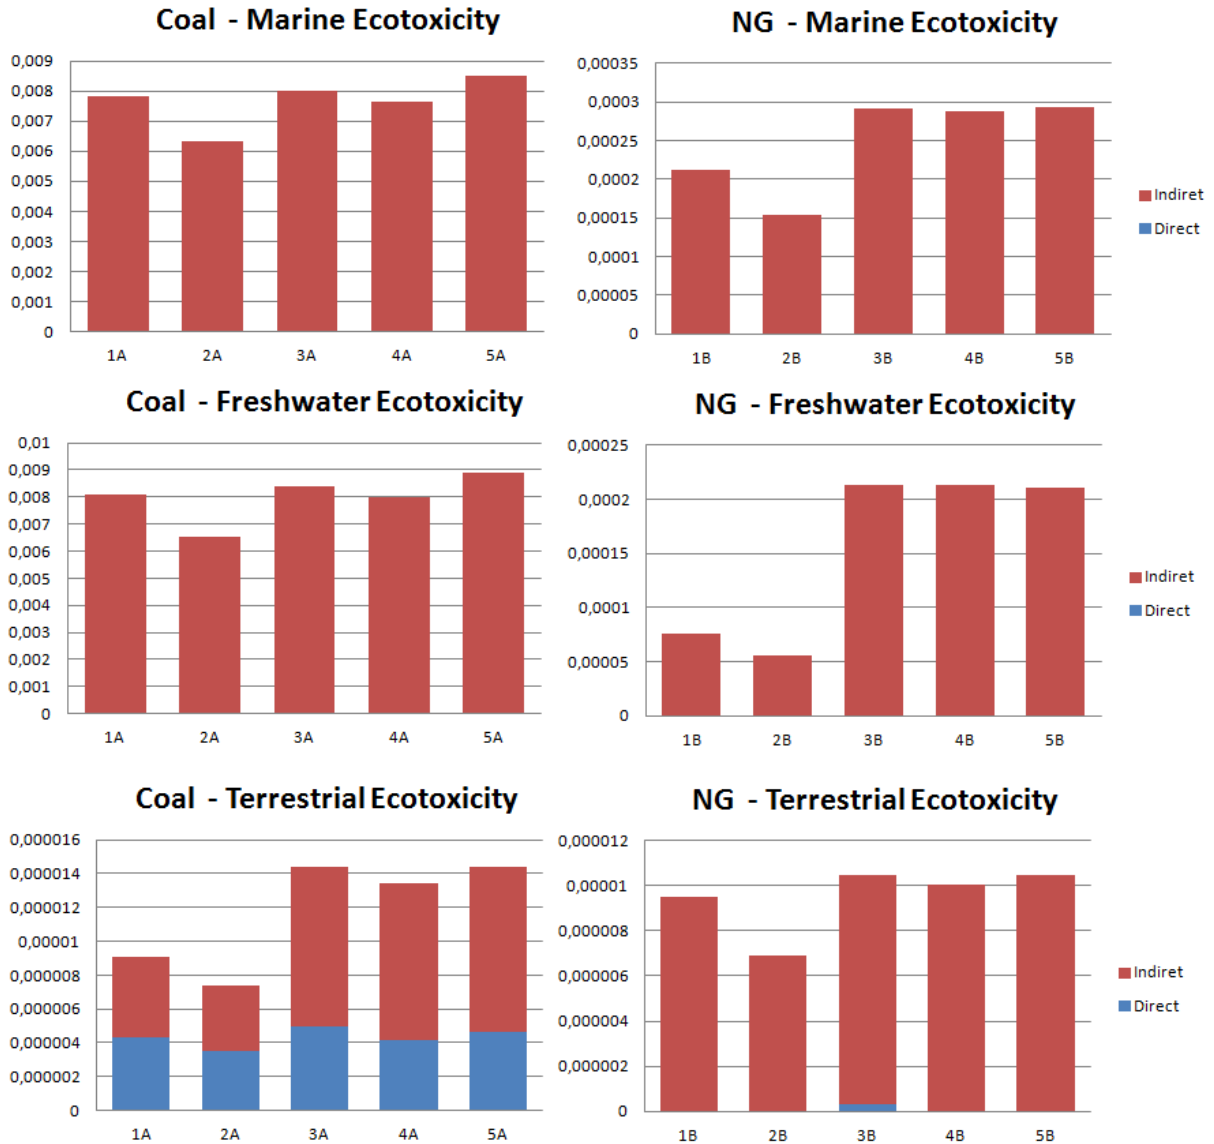 Coal - Marine Ecotoxicity
0,009
0,008
0,007
0,006
0,005
0,004
0,003
0,002
0,001
0
1A 2A 3A 4A 5A
NG - Marine Ecotoxicity
0,00035
0,0003
0,00025
0,0002
0,00015
0,0001
0,00005
0
1B 2B 3B 4B 5B
Indiret
Direct
Coal - Freshwater Ecotoxicity
0,01
0,009
0,008
0,007
0,006
0,005
0,004
0,003
0,002
0,001
0
1A 2A 3A 4A 5A
NG - Freshwater Ecotoxicity
0,00025
0,0002
0,00015
0,0001
0,00005
0
1B 2B 3B 4B 5B
Indiret
Direct
Coal - Terrestrial Ecotoxicity
0,000016
0,000014
0,000012
0,00001
0,000008
0,000006
0,000004
0,000002
0
1A 2A 3A 4A 5A
NG - Terrestrial Ecotoxicity
0,000012
0,00001
0,000008
0,000006
0,000004
0,000002
0
1B 2B 3B 4B 5B
Indiret
Direct